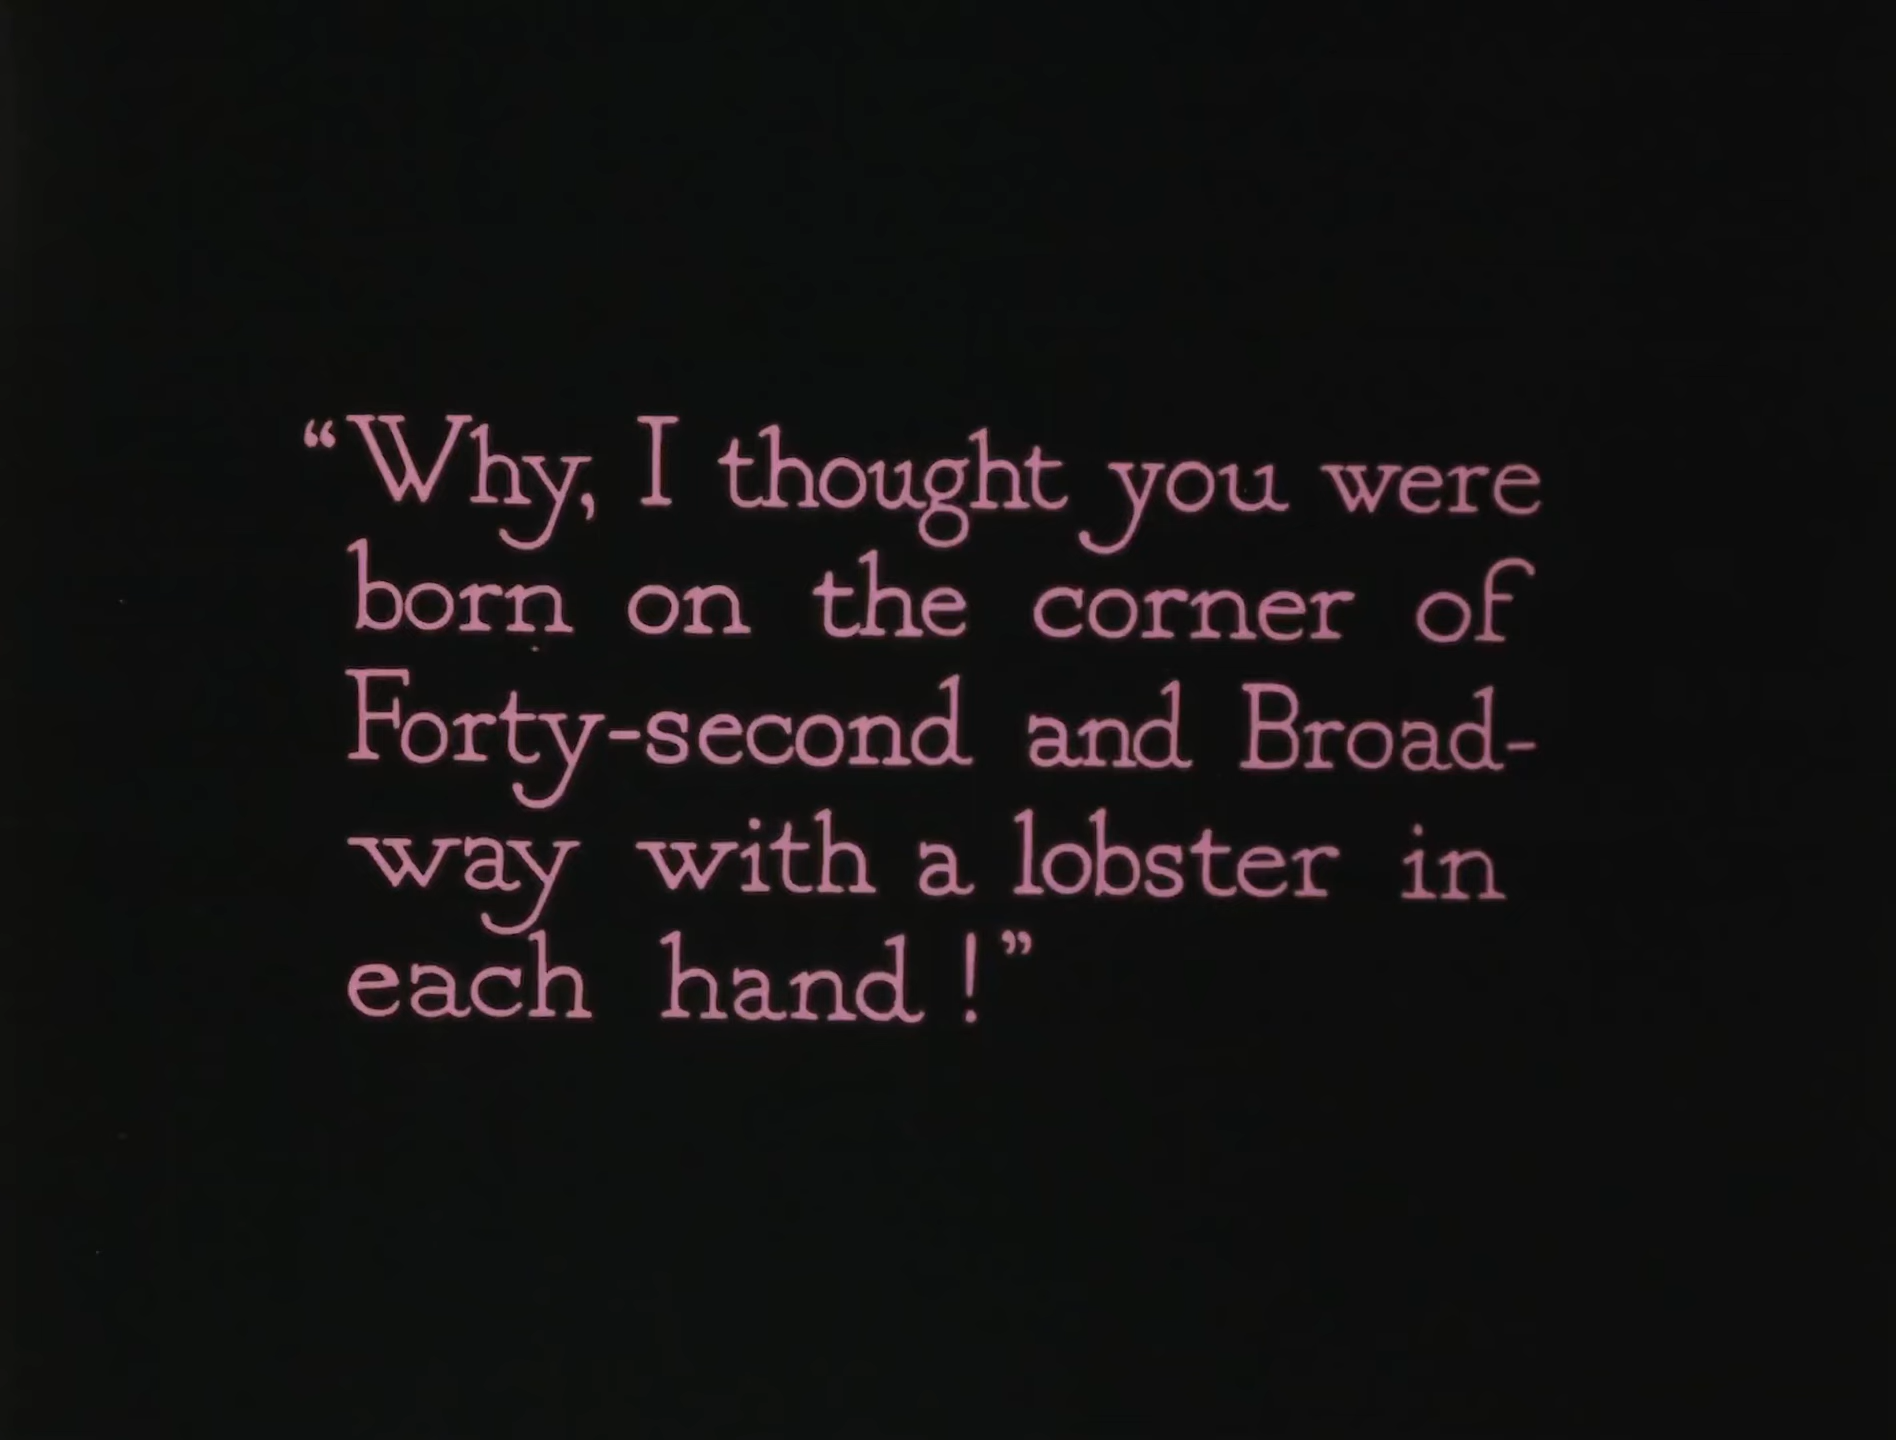 “Why, I thought you were
born on the corner of
Forty-second and Broad-
way with a lobster in
each hand!”